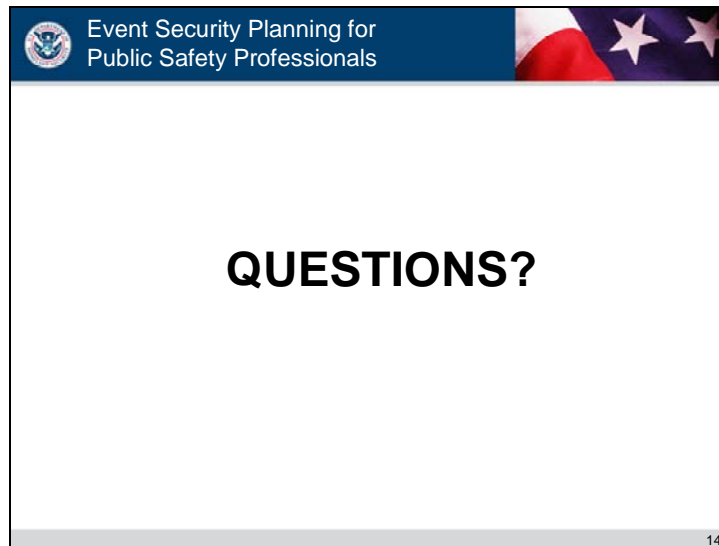 Event Security Planning for
Public Safety Professionals
QUESTIONS?
14